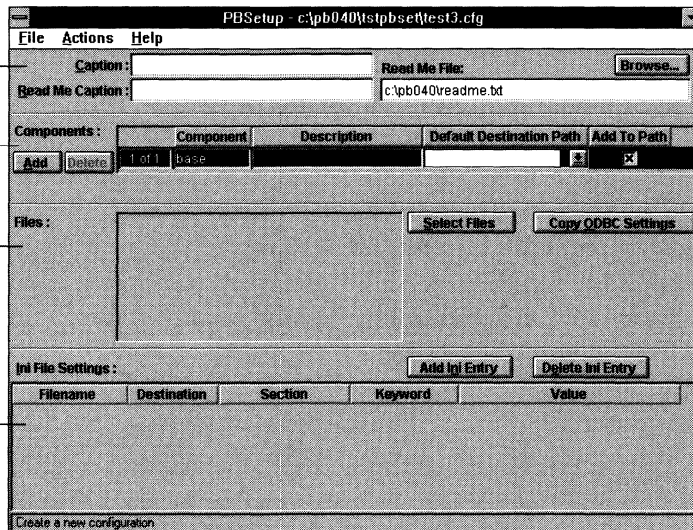 PBSetup - c:\pb040\tstpbset\test3.cfg
File Actions Help
Caption :
Read Me File:
Browse...
Read Me Caption :
c:\pb040\readme.txt
Components :
Component Description Default Destination Path Add To Path
Add Delete 1 of 1 base
Files :
Select Files Copy ODBC Settings
Ini File Settings :
Add Ini Entry Delete Ini Entry
Filename Destination Section Keyword Value
Create a new configuration